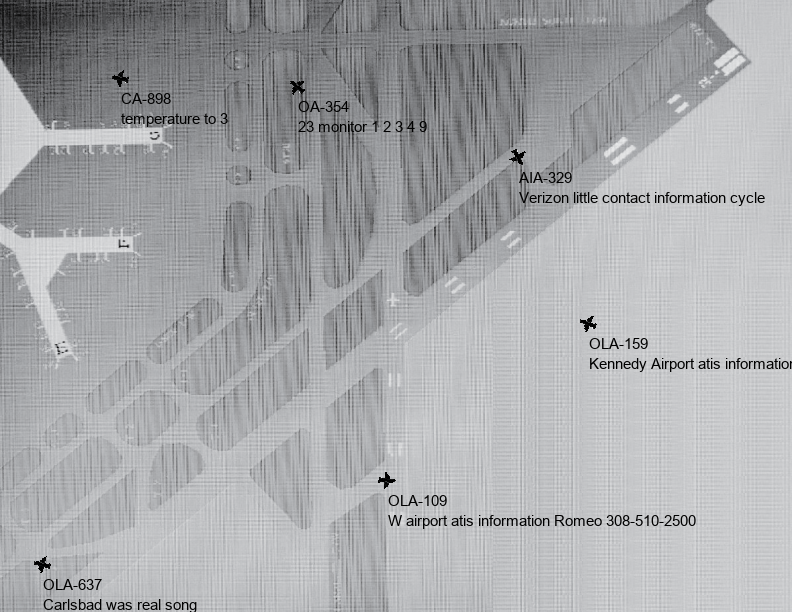 CA-898
temperature to 3
OA-354
23 monitor 1 2 3 4 9
AIA-329
Verizon little contact information cycle
OLA-159
Kennedy Airport atis information
OLA-109
W airport atis information Romeo 308-510-2500
OLA-637
Carlsbad was real song